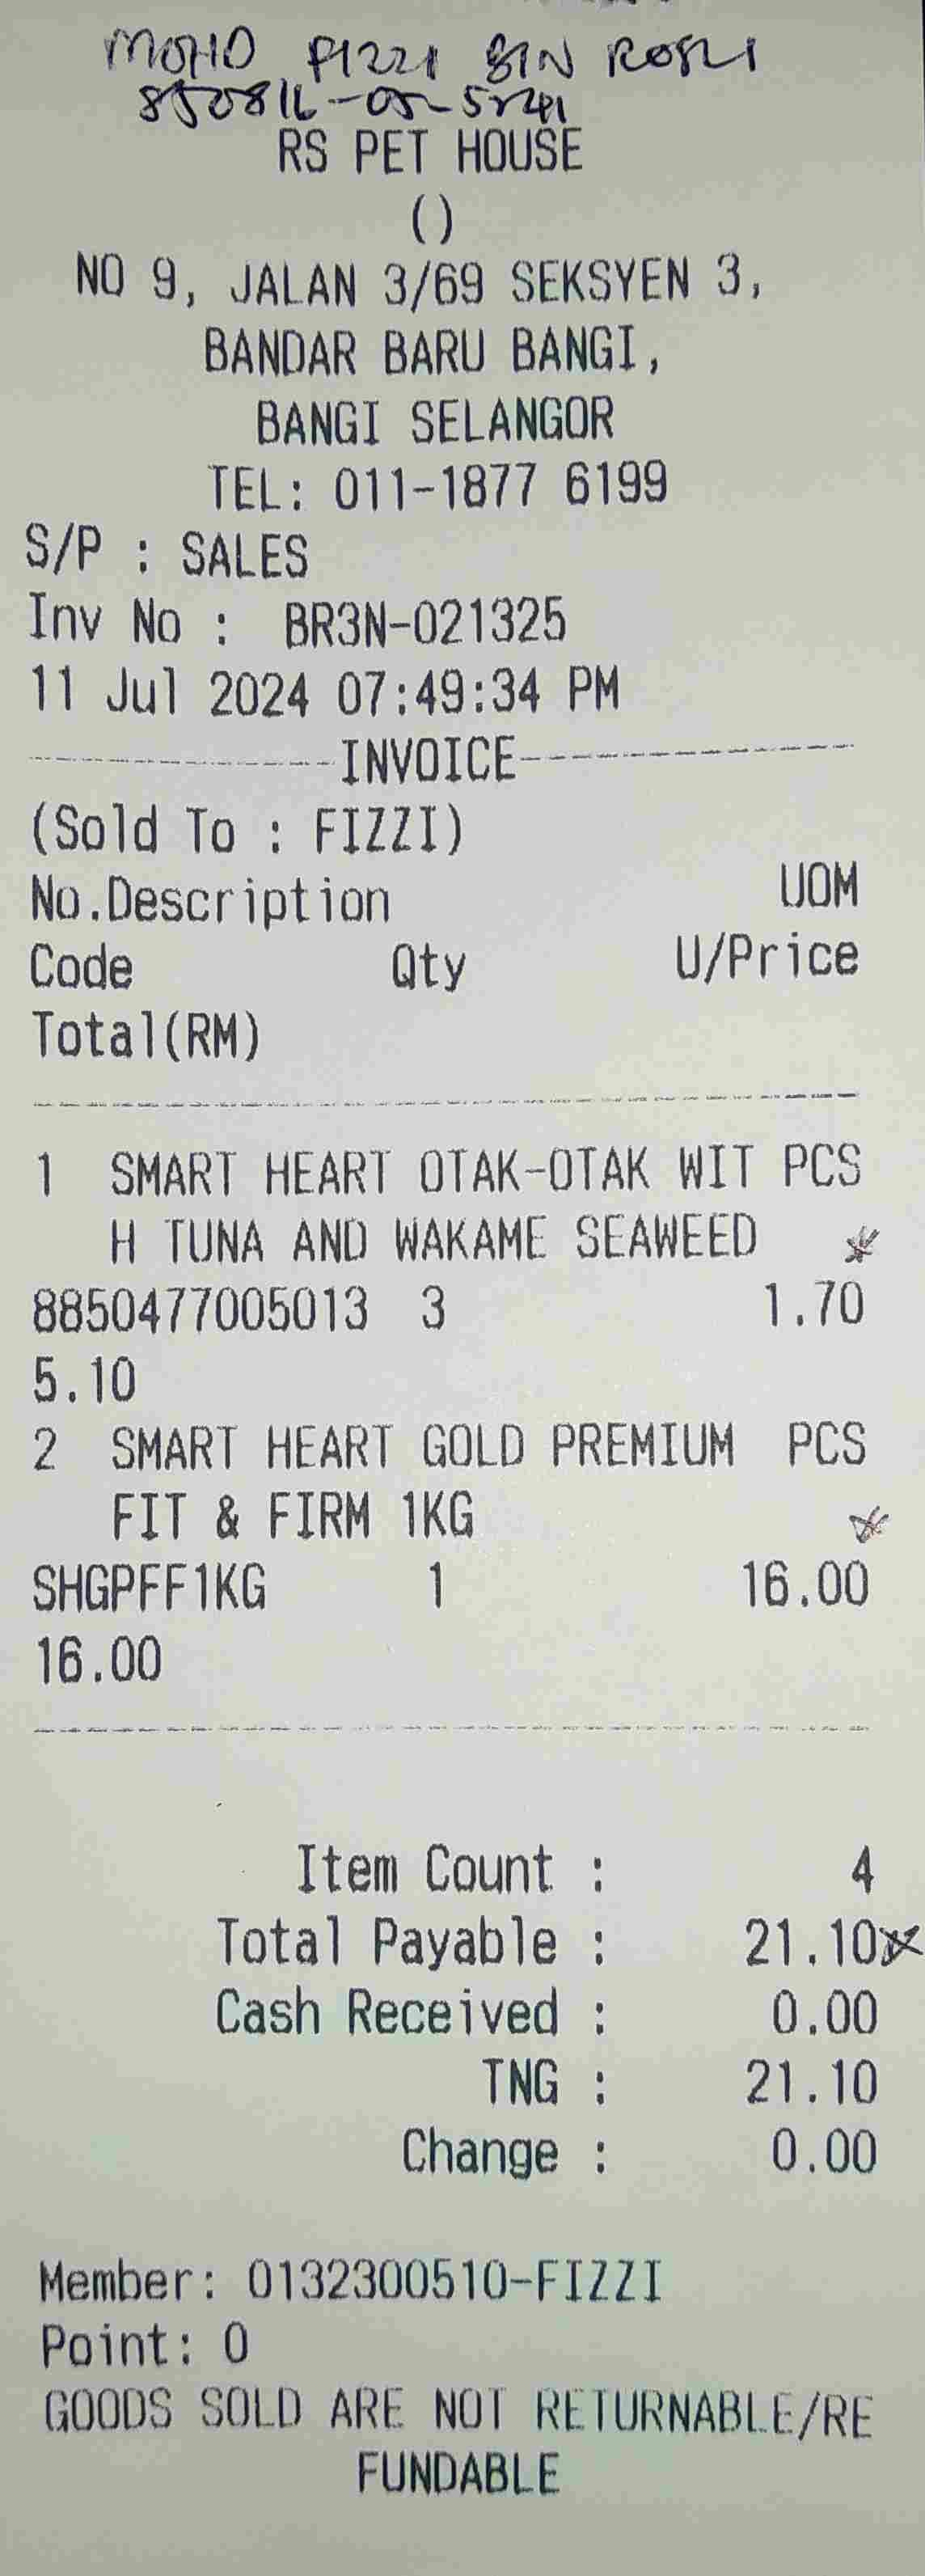 MOHD FIZZI BIN ROSLI
RS PET HOUSE
()
NO 9, JALAN 3/69 SEKSYEN 3,
BANDAR BARU BANGI,
BANGI SELANGOR
TEL: 011-1877 6199
S/P : SALES
Inv No : BR3N-021325
11 Jul 2024 07:49:34 PM
INVOICE
(Sold To : FIZZI)
No.Description UOM
Code Qty U/Price
Total(RM)
1 SMART HEART OTAK-OTAK WIT PCS
H TUNA AND WAKAME SEAWEED
8850477005013 3 1.70
5.10
2 SMART HEART GOLD PREMIUM PCS
FIT & FIRM 1KG
SHGPFF1KG 1 16.00
16.00
Item Count : 4
Total Payable : 21.10
Cash Received : 0.00
TNG : 21.10
Change : 0.00
Member: 0132300510-FIZZI
Point: 0
GOODS SOLD ARE NOT RETURNABLE/RE
FUNDABLE